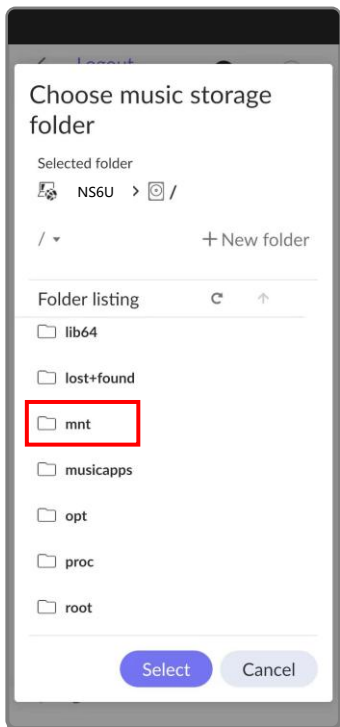 Logout
Choose music storage
folder
Selected folder
NS6U > /
/
+ New folder
Folder listing
lib64
lost+found
mnt
musicapps
opt
proc
root
Select Cancel